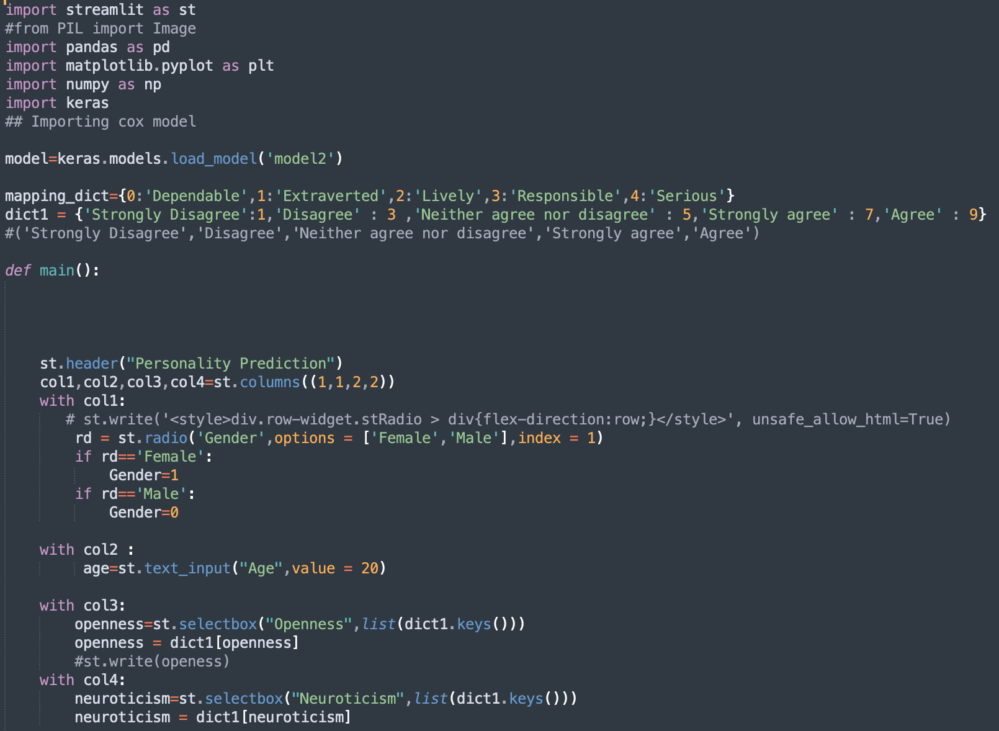 import streamlit as st
#from PIL import Image
import pandas as pd
import matplotlib.pyplot as plt
import numpy as np
import keras
## Importing cox model

model=keras.models.load_model('model2')

mapping_dict={0:'Dependable',1:'Extraverted',2:'Lively',3:'Responsible',4:'Serious'}
dict1 = {'Strongly Disagree':1,'Disagree' : 3 ,'Neither agree nor disagree' : 5,'Strongly agree' : 7,'Agree' : 9}
#('Strongly Disagree','Disagree','Neither agree nor disagree','Strongly agree','Agree')

def main():

    st.header("Personality Prediction")
    col1,col2,col3,col4=st.columns((1,1,2,2))
    with col1:
       # st.write('<style>div.row-widget.stRadio > div{flex-direction:row;}</style>', unsafe_allow_html=True)
        rd = st.radio('Gender',options = ['Female','Male'],index = 1)
        if rd=='Female':
            Gender=1
        if rd=='Male':
            Gender=0

    with col2 :
         age=st.text_input("Age",value = 20)

    with col3:
        openness=st.selectbox("Openness",list(dict1.keys()))
        openness = dict1[openness]
        #st.write(openess)
    with col4:
        neuroticism=st.selectbox("Neuroticism",list(dict1.keys()))
        neuroticism = dict1[neuroticism]